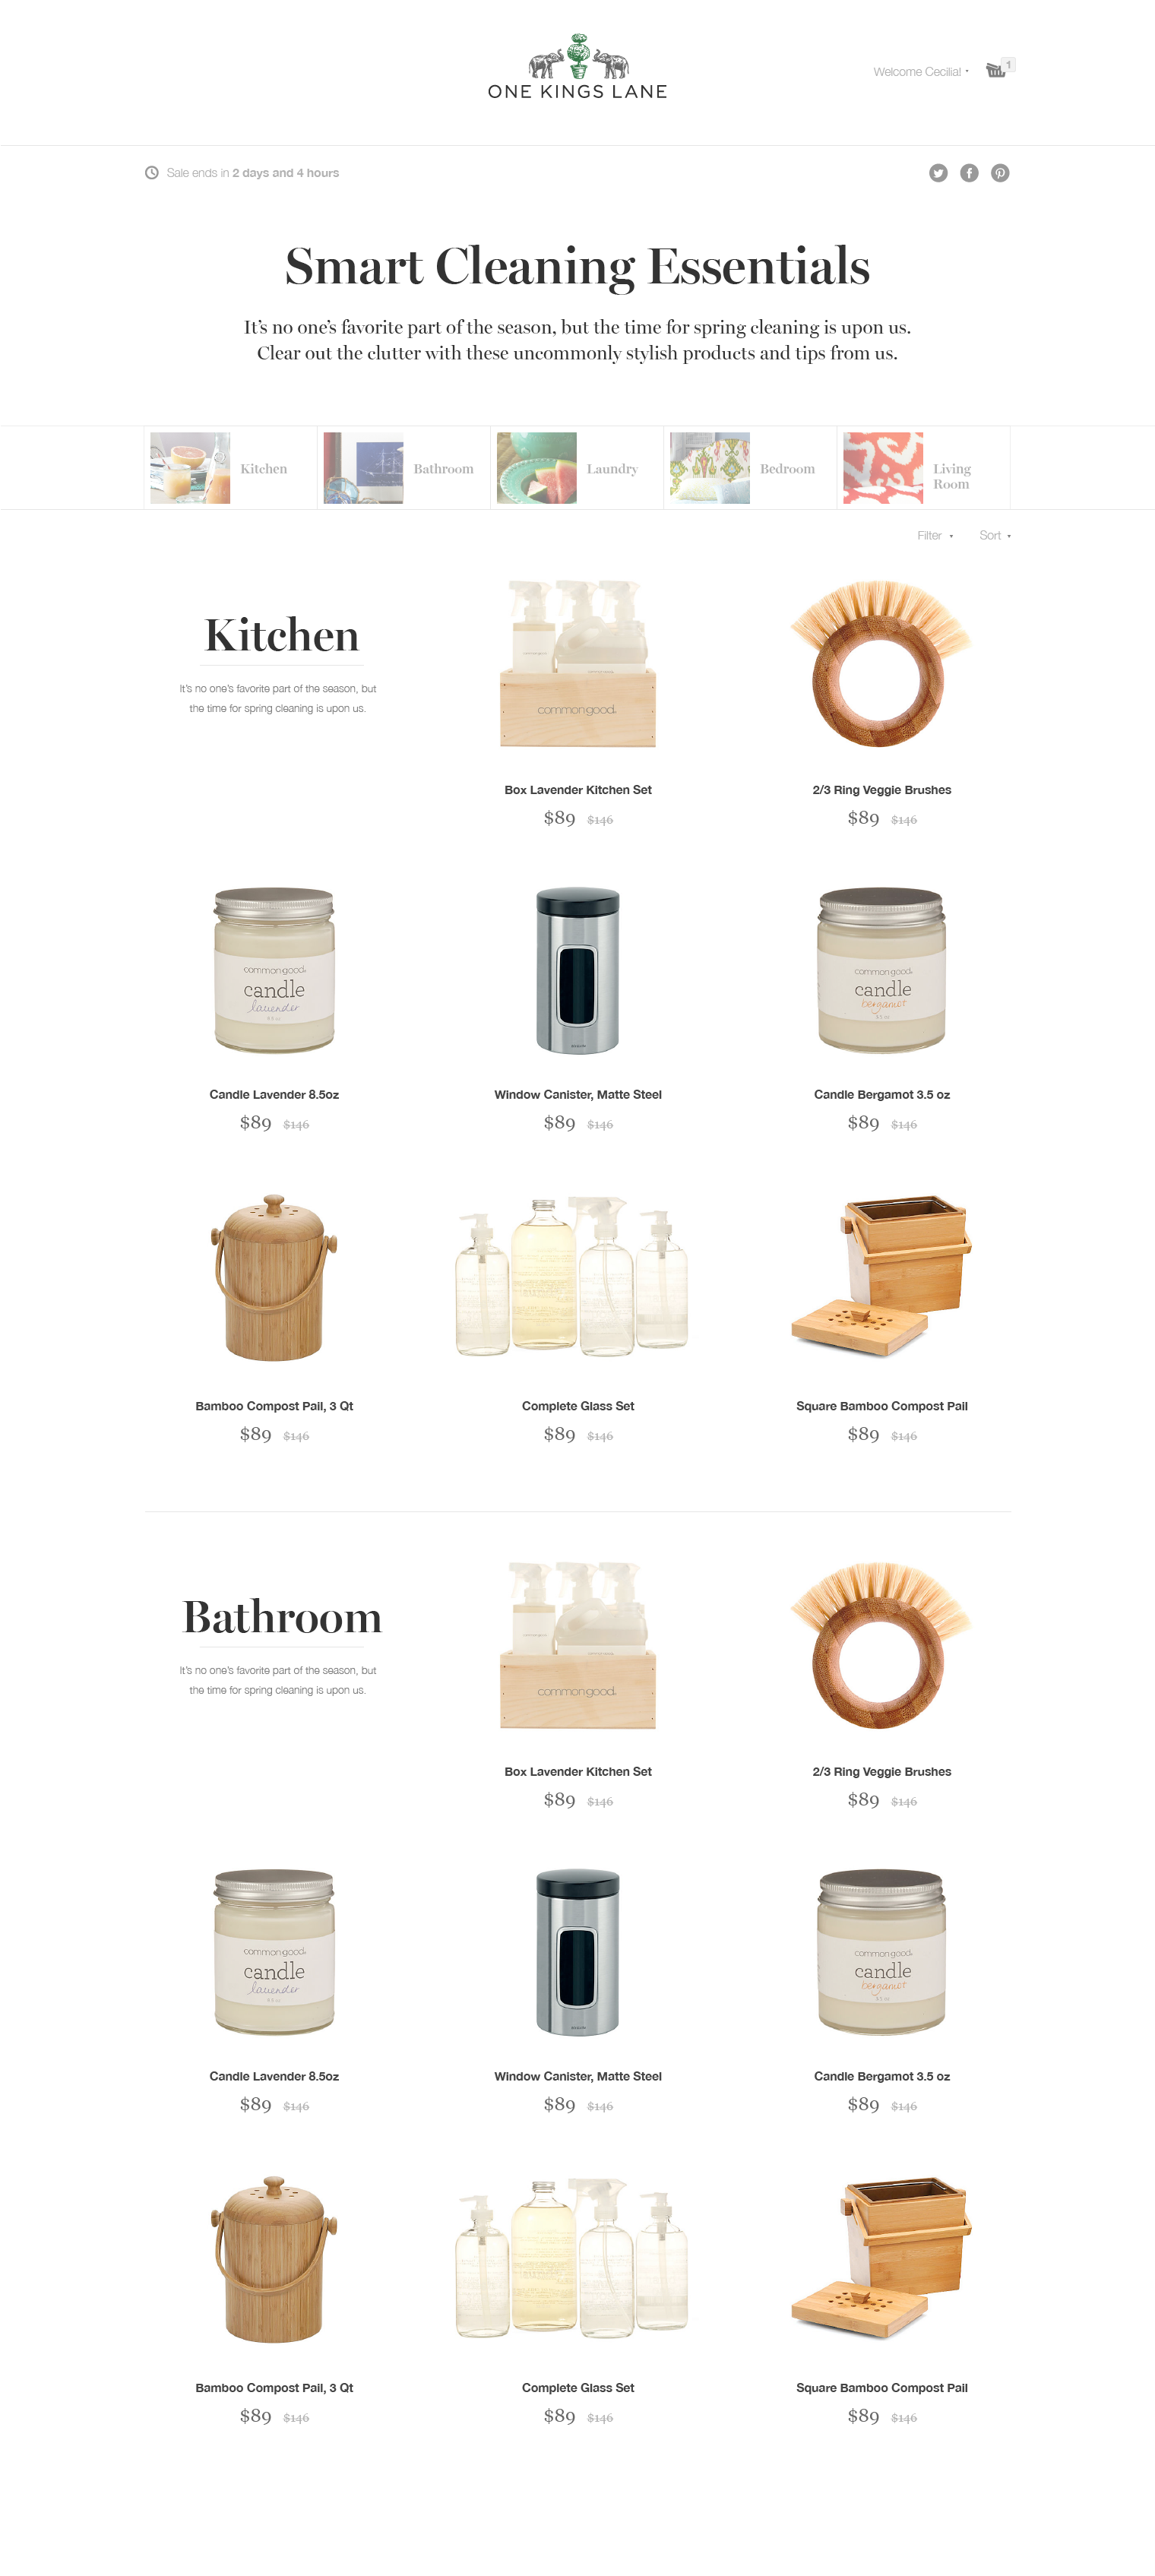 ONE KINGS LANE
Welcome Cecilia!
1
Sale ends in 2 days and 4 hours
Smart Cleaning Essentials
It’s no one’s favorite part of the season, but the time for spring cleaning is upon us.
Clear out the clutter with these uncommonly stylish products and tips from us.
Kitchen
Bathroom
Laundry
Bedroom
Living
Room
Filter
Sort
Kitchen
It’s no one’s favorite part of the season, but
the time for spring cleaning is upon us.
commongood.
Box Lavender Kitchen Set
$89 $146
2/3 Ring Veggie Brushes
$89 $146
commongood.
candle
lavender
Candle Lavender 8.5oz
$89 $146
Window Canister, Matte Steel
$89 $146
commongood.
candle
bergamot
Candle Bergamot 3.5 oz
$89 $146
Bamboo Compost Pail, 3 Qt
$89 $146
Complete Glass Set
$89 $146
Square Bamboo Compost Pail
$89 $146
Bathroom
It’s no one’s favorite part of the season, but
the time for spring cleaning is upon us.
commongood.
Box Lavender Kitchen Set
$89 $146
2/3 Ring Veggie Brushes
$89 $146
commongood.
candle
lavender
Candle Lavender 8.5oz
$89 $146
Window Canister, Matte Steel
$89 $146
commongood.
candle
bergamot
Candle Bergamot 3.5 oz
$89 $146
Bamboo Compost Pail, 3 Qt
$89 $146
Complete Glass Set
$89 $146
Square Bamboo Compost Pail
$89 $146